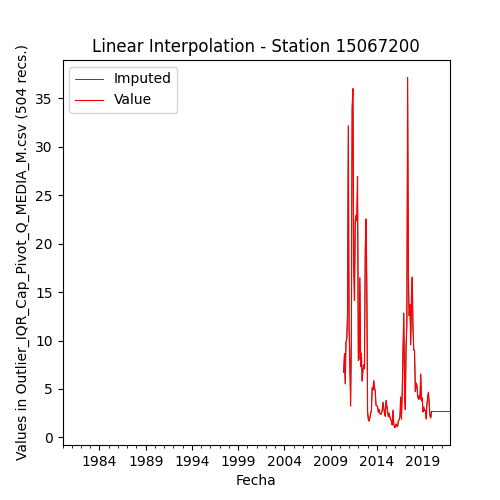 Linear Interpolation - Station 15067200
Imputed
Value
Values in Outlier_IQR_Cap_Pivot_Q_MEDIA_M.csv (504 recs.)
35
30
25
20
15
10
5
0
1984 1989 1994 1999 2004 2009 2014 2019
Fecha